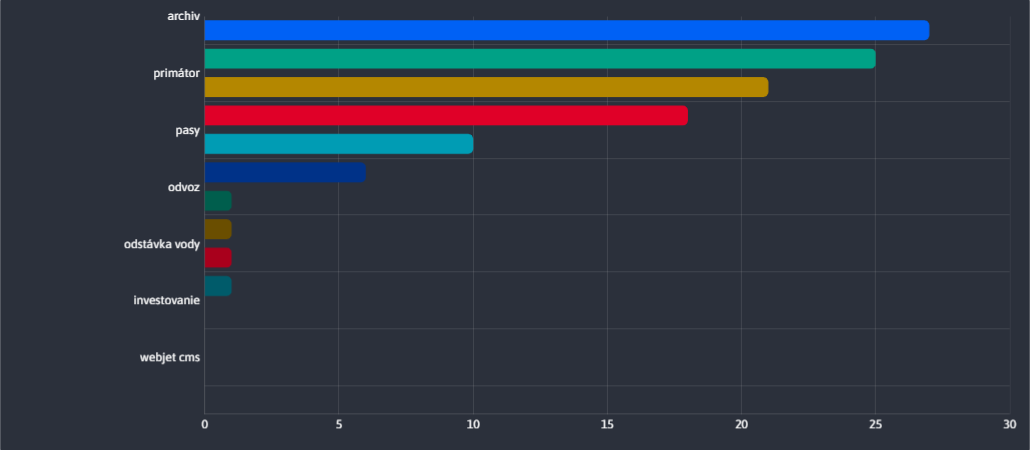 archiv
primátor
pasy
odvoz
odstávka vody
investovanie
webjet cms
0 5 10 15 20 25 30